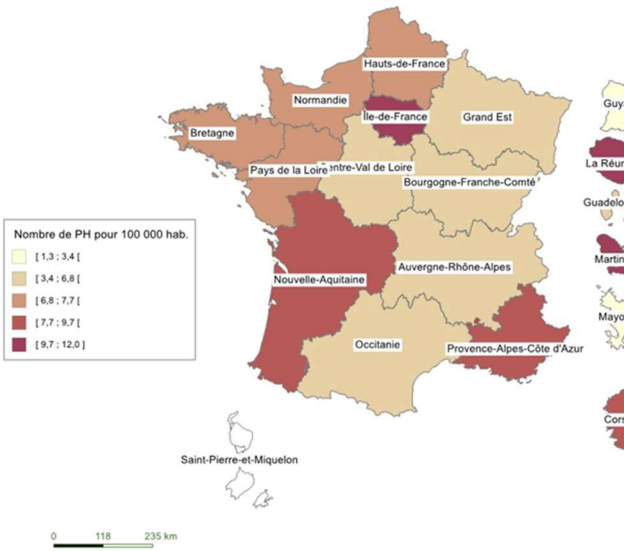 Hauts-de-France
Normandie
Île-de-France
Grand Est
Bretagne
Pays de la Loire
entre-Val de Loire
Bourgogne-Franche-Comté
Nouvelle-Aquitaine
Auvergne-Rhône-Alpes
Occitanie
Provence-Alpes-Côte d'Azur
Guya
La Réur
Guadelo
Martin
Mayo
Cors
Nombre de PH pour 100 000 hab.
[ 1,3 ; 3,4 [
[ 3,4 ; 6,8 [
[ 6,8 ; 7,7 [
[ 7,7 ; 9,7 [
[ 9,7 ; 12,0 ]
Saint-Pierre-et-Miquelon
0 118 235 km